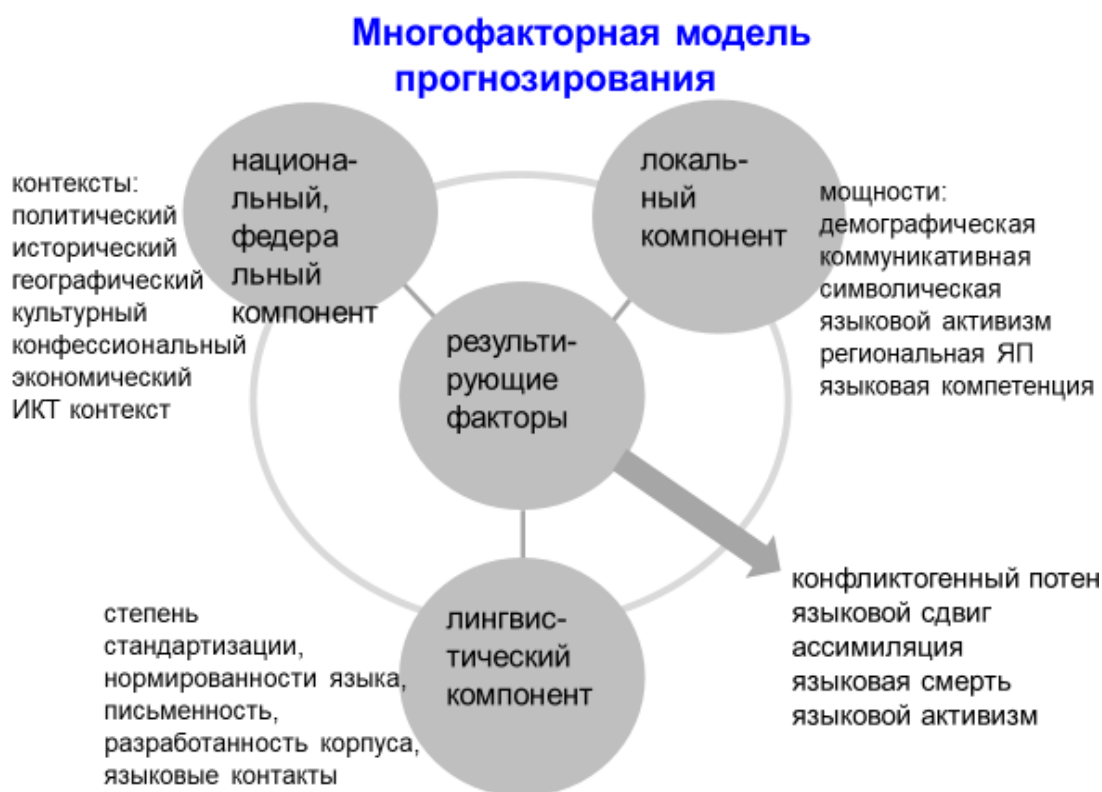 Многофакторная модель
прогнозирования
национа-
льный,
федера
льный
компонент
контексты:
политический
исторический
географический
культурный
конфессиональный
экономический
ИКТ контекст
локаль-
ный
компонент
мощности:
демографическая
коммуникативная
символическая
языковой активизм
региональная ЯП
языковая компетенция
результи-
рующие
факторы
лингвис-
тический
компонент
степень
стандартизации,
нормированности языка,
письменность,
разработанность корпуса,
языковые контакты
конфликтогенный потен
языковой сдвиг
ассимиляция
языковая смерть
языковой активизм